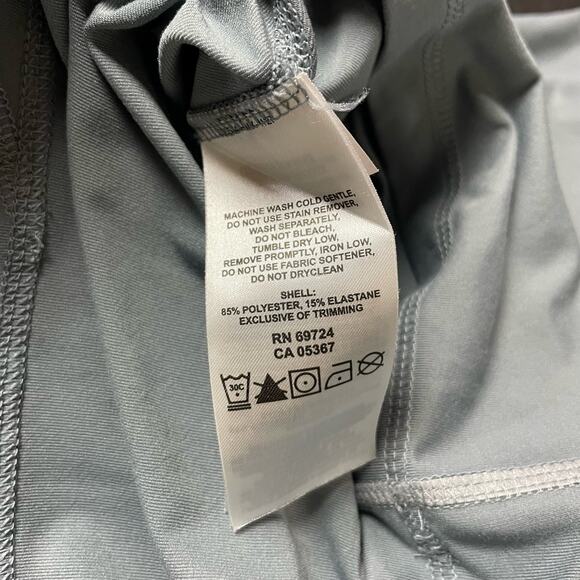 MACHINE WASH COLD GENTLE,
DO NOT USE STAIN REMOVER,
WASH SEPARATELY,
DO NOT BLEACH,
TUMBLE DRY LOW,
REMOVE PROMPTLY, IRON LOW,
DO NOT USE FABRIC SOFTENER,
DO NOT DRYCLEAN
SHELL:
85% POLYESTER, 15% ELASTANE
EXCLUSIVE OF TRIMMING
RN 69724
CA 05367
30C